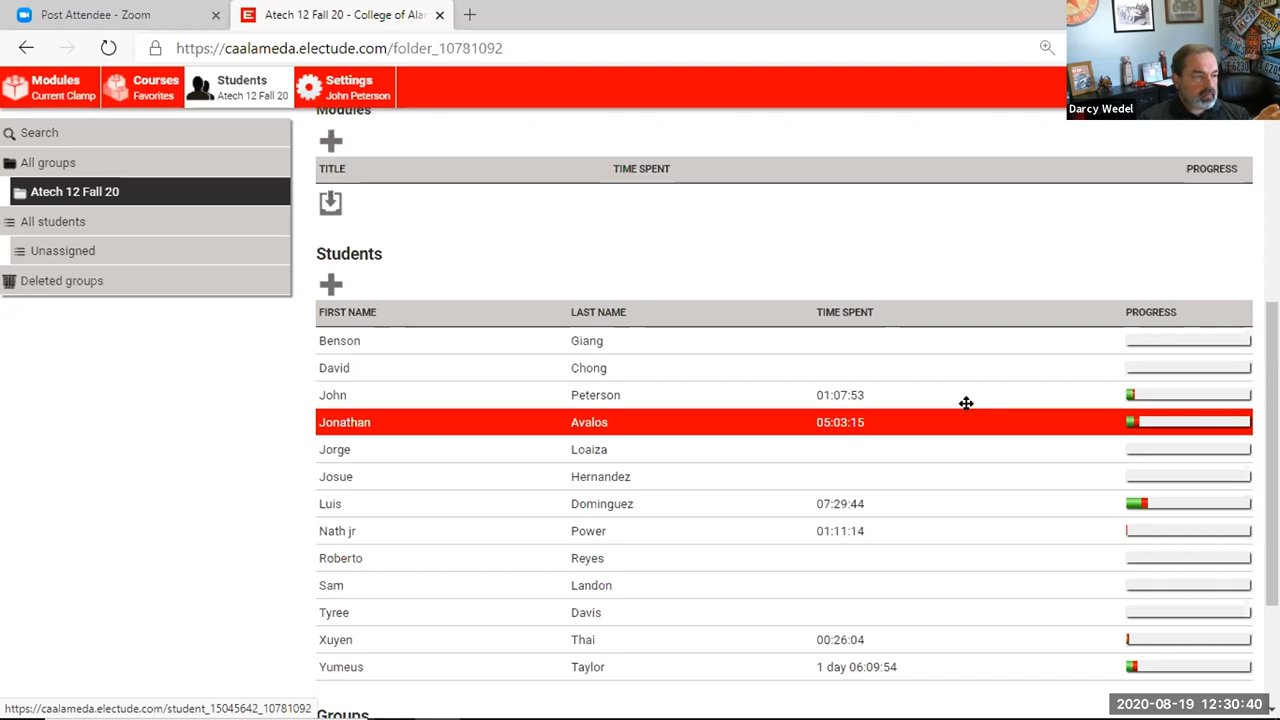 Post Attendee - Zoom
Atech 12 Fall 20 - College of Alar
https://caalameda.electude.com/folder_10781092
Modules
Current Clamp
Courses
Favorites
Students
Atech 12 Fall 20
Settings
John Peterson
Darcy Wedel
Search
All groups
Atech 12 Fall 20
All students
Unassigned
Deleted groups
Modules
TITLE TIME SPENT PROGRESS
Students
FIRST NAME LAST NAME TIME SPENT PROGRESS
Benson Giang
David Chong
John Peterson 01:07:53
Jonathan Avalos 05:03:15
Jorge Loaiza
Josue Hernandez
Luis Dominguez 07:29:44
Nath jr Power 01:11:14
Roberto Reyes
Sam Landon
Tyree Davis
Xuyen Thai 00:26:04
Yumeus Taylor 1 day 06:09:54
Groups
https://caalameda.electude.com/student_15045642_10781092
2020-08-19 12:30:40